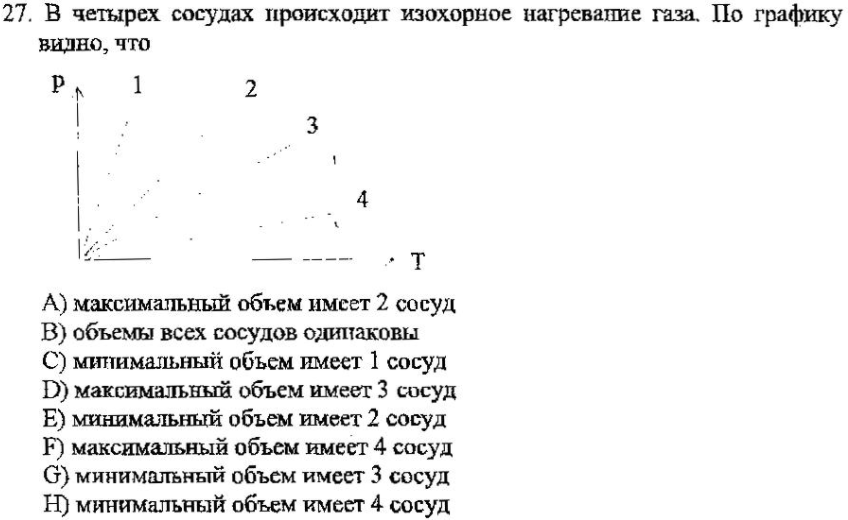 27. В четырех сосудах происходит изохорное нагревание газа. По графику
видно, что
P
1
2
3
4
T
A) максимальный объем имеет 2 сосуд
B) объемы всех сосудов одинаковы
C) минимальный объем имеет 1 сосуд
D) максимальный объем имеет 3 сосуд
E) минимальный объем имеет 2 сосуд
F) максимальный объем имеет 4 сосуд
G) минимальный объем имеет 3 сосуд
H) минимальный объем имеет 4 сосуд